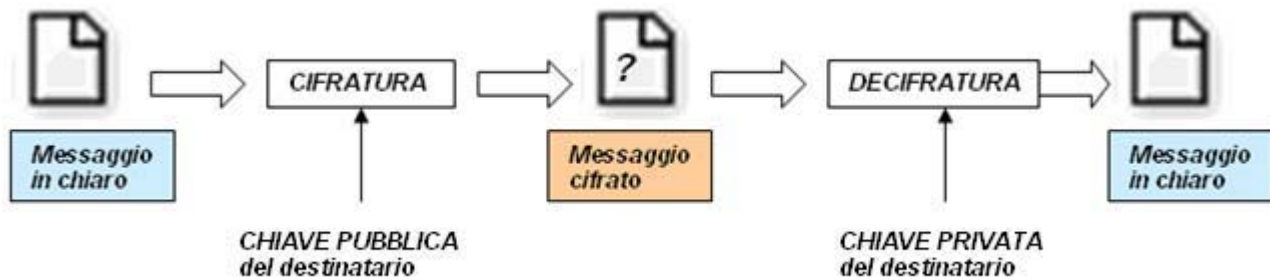 CIFRATURA
?
DECIFRATURA
Messaggio
in chiaro
Messaggio
cifrato
Messaggio
in chiaro
CHIAVE PUBBLICA
del destinatario
CHIAVE PRIVATA
del destinatario